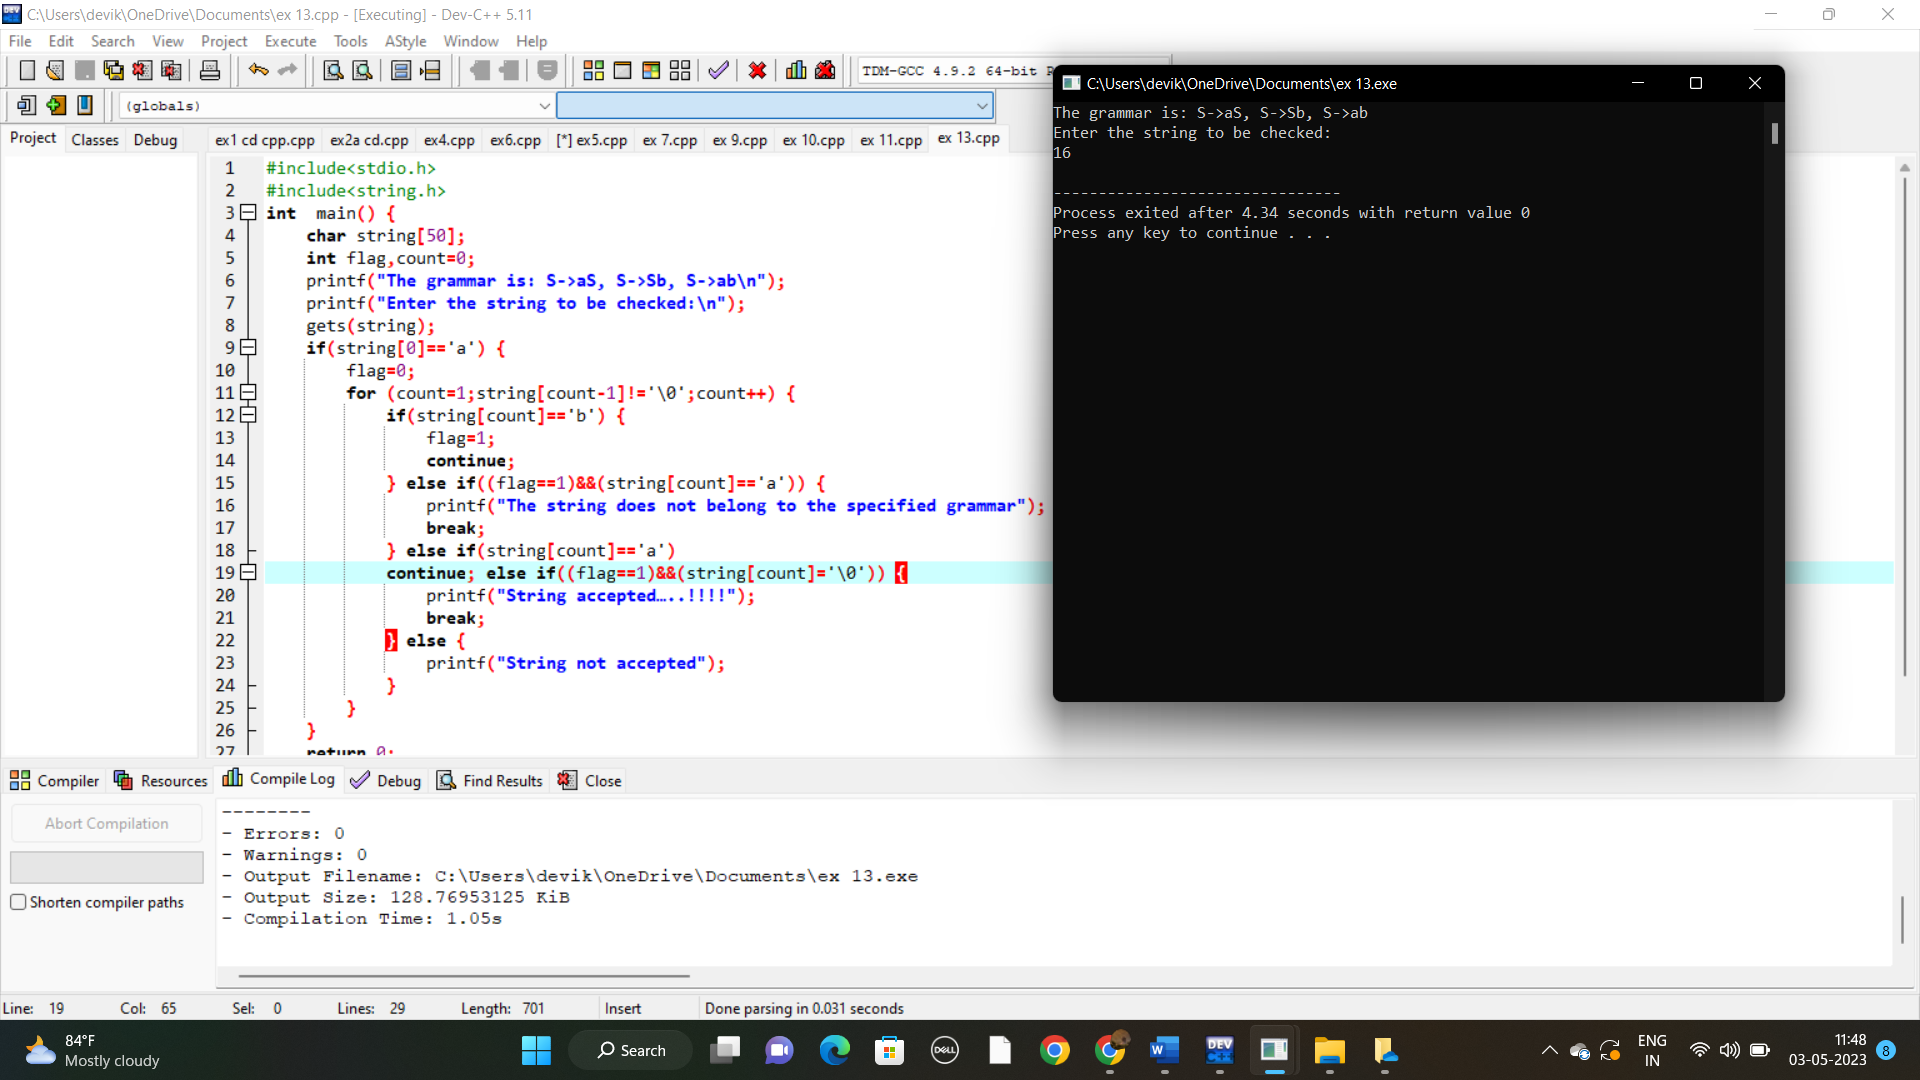 C:\Users\devik\OneDrive\Documents\ex 13.cpp - [Executing] - Dev-C++ 5.11
File Edit Search View Project Execute Tools AStyle Window Help
TDM-GCC 4.9.2 64-bit
(globals)
Project Classes Debug
ex1 cd cpp.cpp ex2a cd.cpp ex4.cpp ex6.cpp [*] ex5.cpp ex 7.cpp ex 9.cpp ex 10.cpp ex 11.cpp ex 13.cpp
1 #include<stdio.h>
2 #include<string.h>
3 int  main() {
4 char string[50];
5 int flag,count=0;
6 printf("The grammar is: S->aS, S->Sb, S->ab\n");
7 printf("Enter the string to be checked:\n");
8 gets(string);
9 if(string[0]=='a') {
10 flag=0;
11 for (count=1;string[count-1]!='\0';count++) {
12 if(string[count]=='b') {
13 flag=1;
14 continue;
15 } else if((flag==1)&&(string[count]=='a')) {
16 printf("The string does not belong to the specified grammar");
17 break;
18 } else if(string[count]=='a')
19 continue; else if((flag==1)&&(string[count]='\0')) {
20 printf("String accepted…..!!!!");
21 break;
22 } else {
23 printf("String not accepted");
24 }
25 }
26 }
27 return 0;
C:\Users\devik\OneDrive\Documents\ex 13.exe
The grammar is: S->aS, S->Sb, S->ab
Enter the string to be checked:
16
--------------------------------
Process exited after 4.34 seconds with return value 0
Press any key to continue . . .
Compiler Resources Compile Log Debug Find Results Close
Abort Compilation
Shorten compiler paths
--------
- Errors: 0
- Warnings: 0
- Output Filename: C:\Users\devik\OneDrive\Documents\ex 13.exe
- Output Size: 128.76953125 KiB
- Compilation Time: 1.05s
Line: 19 Col: 65 Sel: 0 Lines: 29 Length: 701 Insert Done parsing in 0.031 seconds
84°F
Mostly cloudy
Search
DELL
DEV C++
ENG
IN
11:48
03-05-2023
8